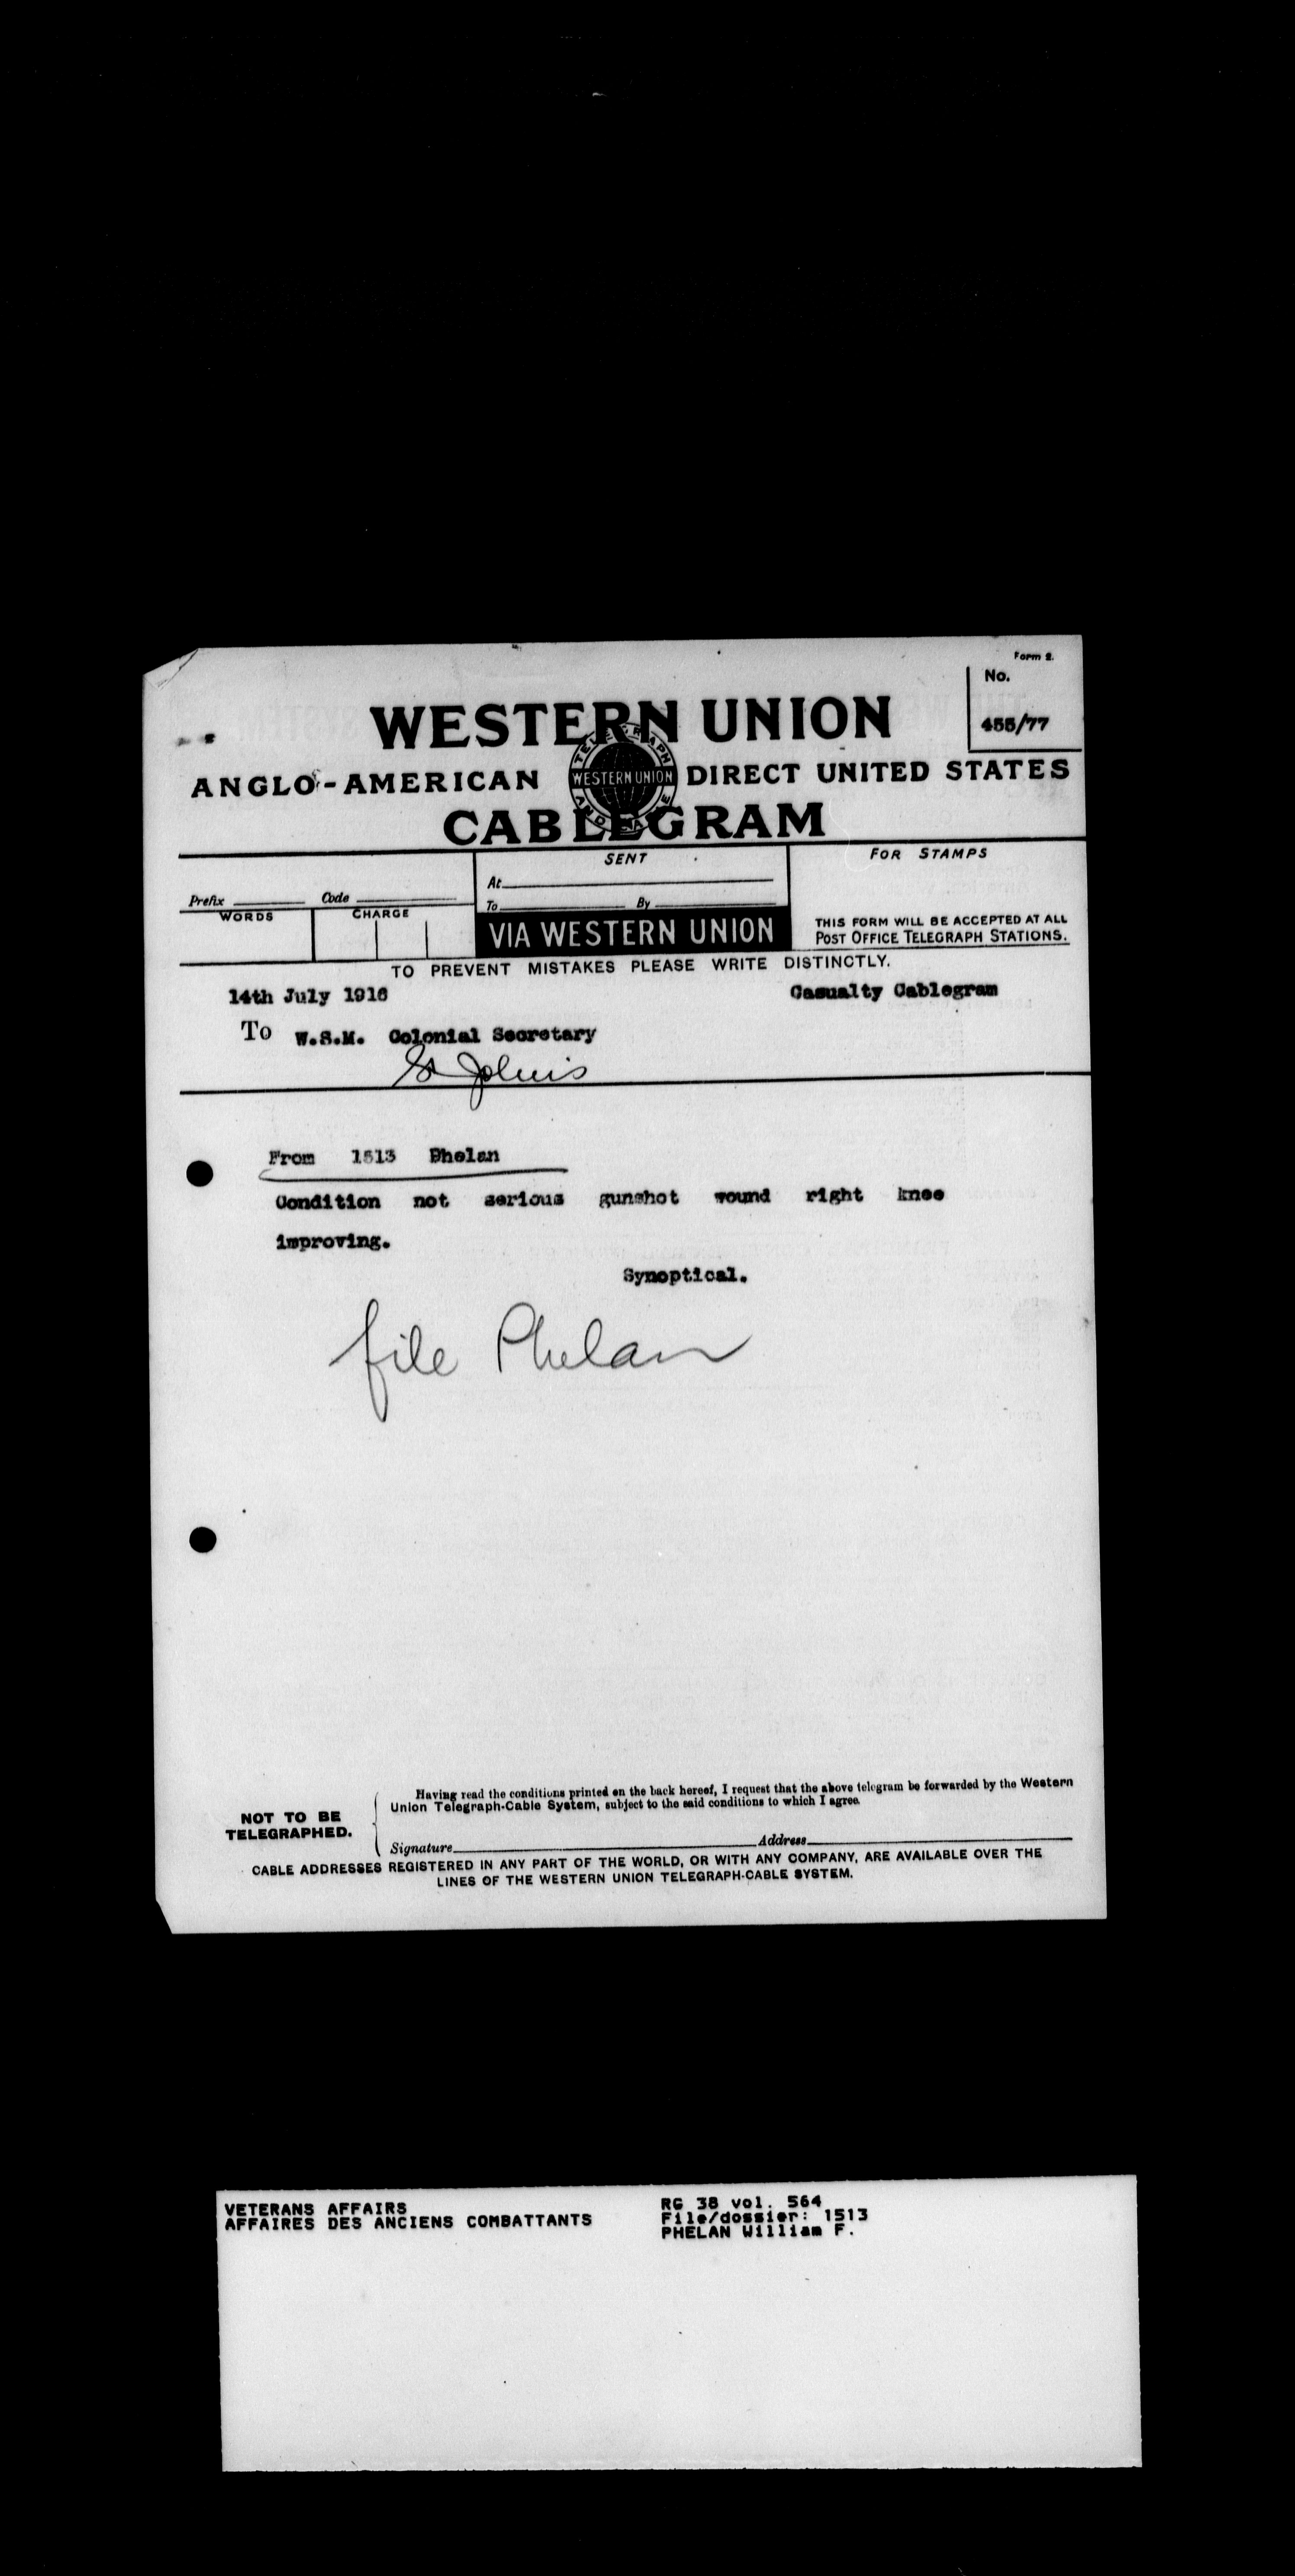 Form 2.
No.
455/77
WESTERN UNION
TELEGRAPH AND CABLE
WESTERN UNION
ANGLO-AMERICAN DIRECT UNITED STATES
CABLEGRAM
Prefix Code
WORDS CHARGE
SENT
At
To By
VIA WESTERN UNION
FOR STAMPS
THIS FORM WILL BE ACCEPTED AT ALL
POST OFFICE TELEGRAPH STATIONS.
TO PREVENT MISTAKES PLEASE WRITE DISTINCTLY.
14th July 1916 Casualty Cablegram
To W.S.M. Colonial Secretary
St Johns
From 1513 Phelan
Condition not serious gunshot wound right knee
improving.
Synoptical.
file Phelan
NOT TO BE
TELEGRAPHED.
Having read the conditions printed on the back hereof, I request that the above telegram be forwarded by the Western
Union Telegraph-Cable System, subject to the said conditions to which I agree.
Signature Address
CABLE ADDRESSES REGISTERED IN ANY PART OF THE WORLD, OR WITH ANY COMPANY, ARE AVAILABLE OVER THE
LINES OF THE WESTERN UNION TELEGRAPH-CABLE SYSTEM.
VETERANS AFFAIRS
AFFAIRES DES ANCIENS COMBATTANTS
RG 38 vol. 564
File/dossier: 1513
PHELAN William F.